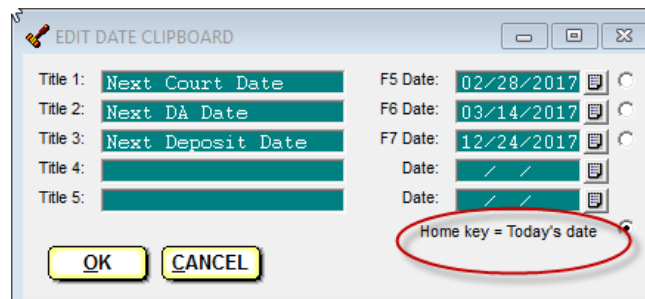 EDIT DATE CLIPBOARD
Title 1: Next Court Date F5 Date: 02/28/2017
Title 2: Next DA Date F6 Date: 03/14/2017
Title 3: Next Deposit Date F7 Date: 12/24/2017
Title 4: Date: / /
Title 5: Date: / /
Home key = Today's date
OK CANCEL